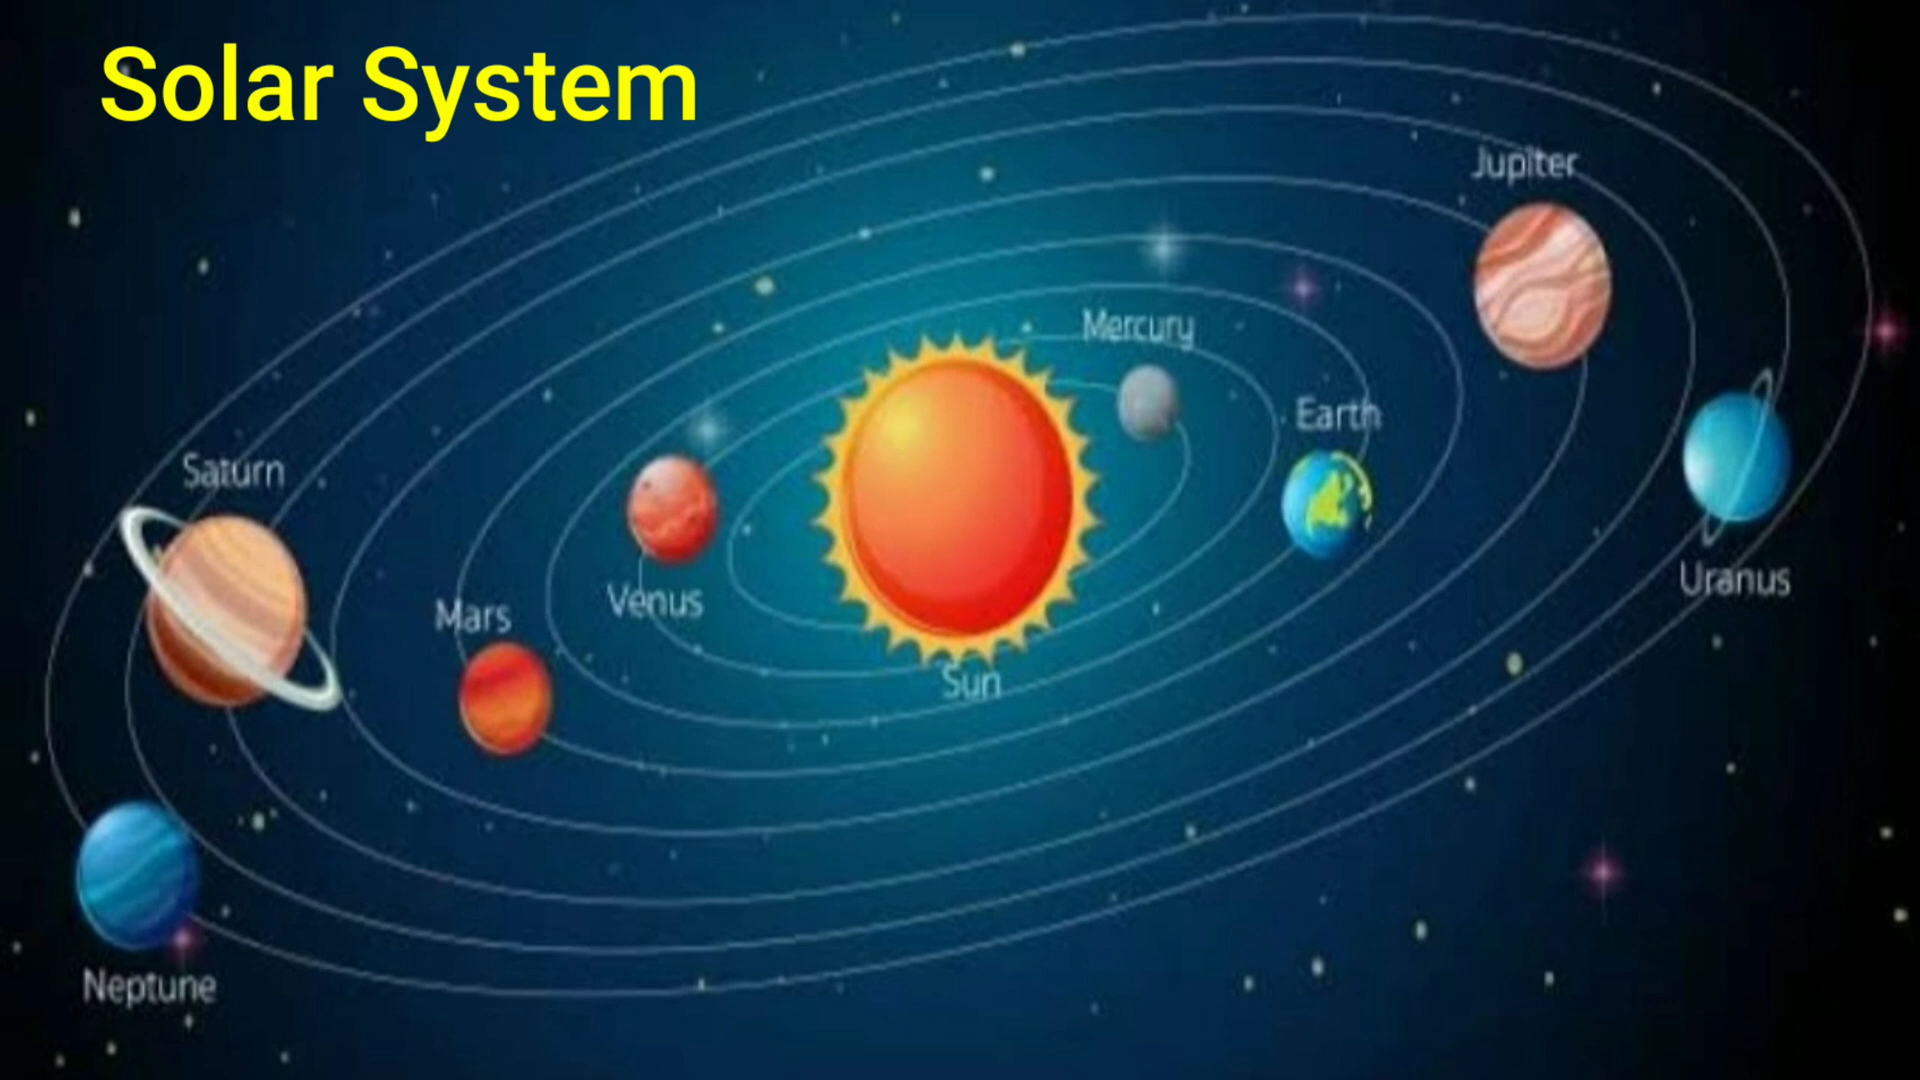 Solar System
Jupiter
Mercury
Earth
Saturn
Uranus
Venus
Mars
Sun
Neptune